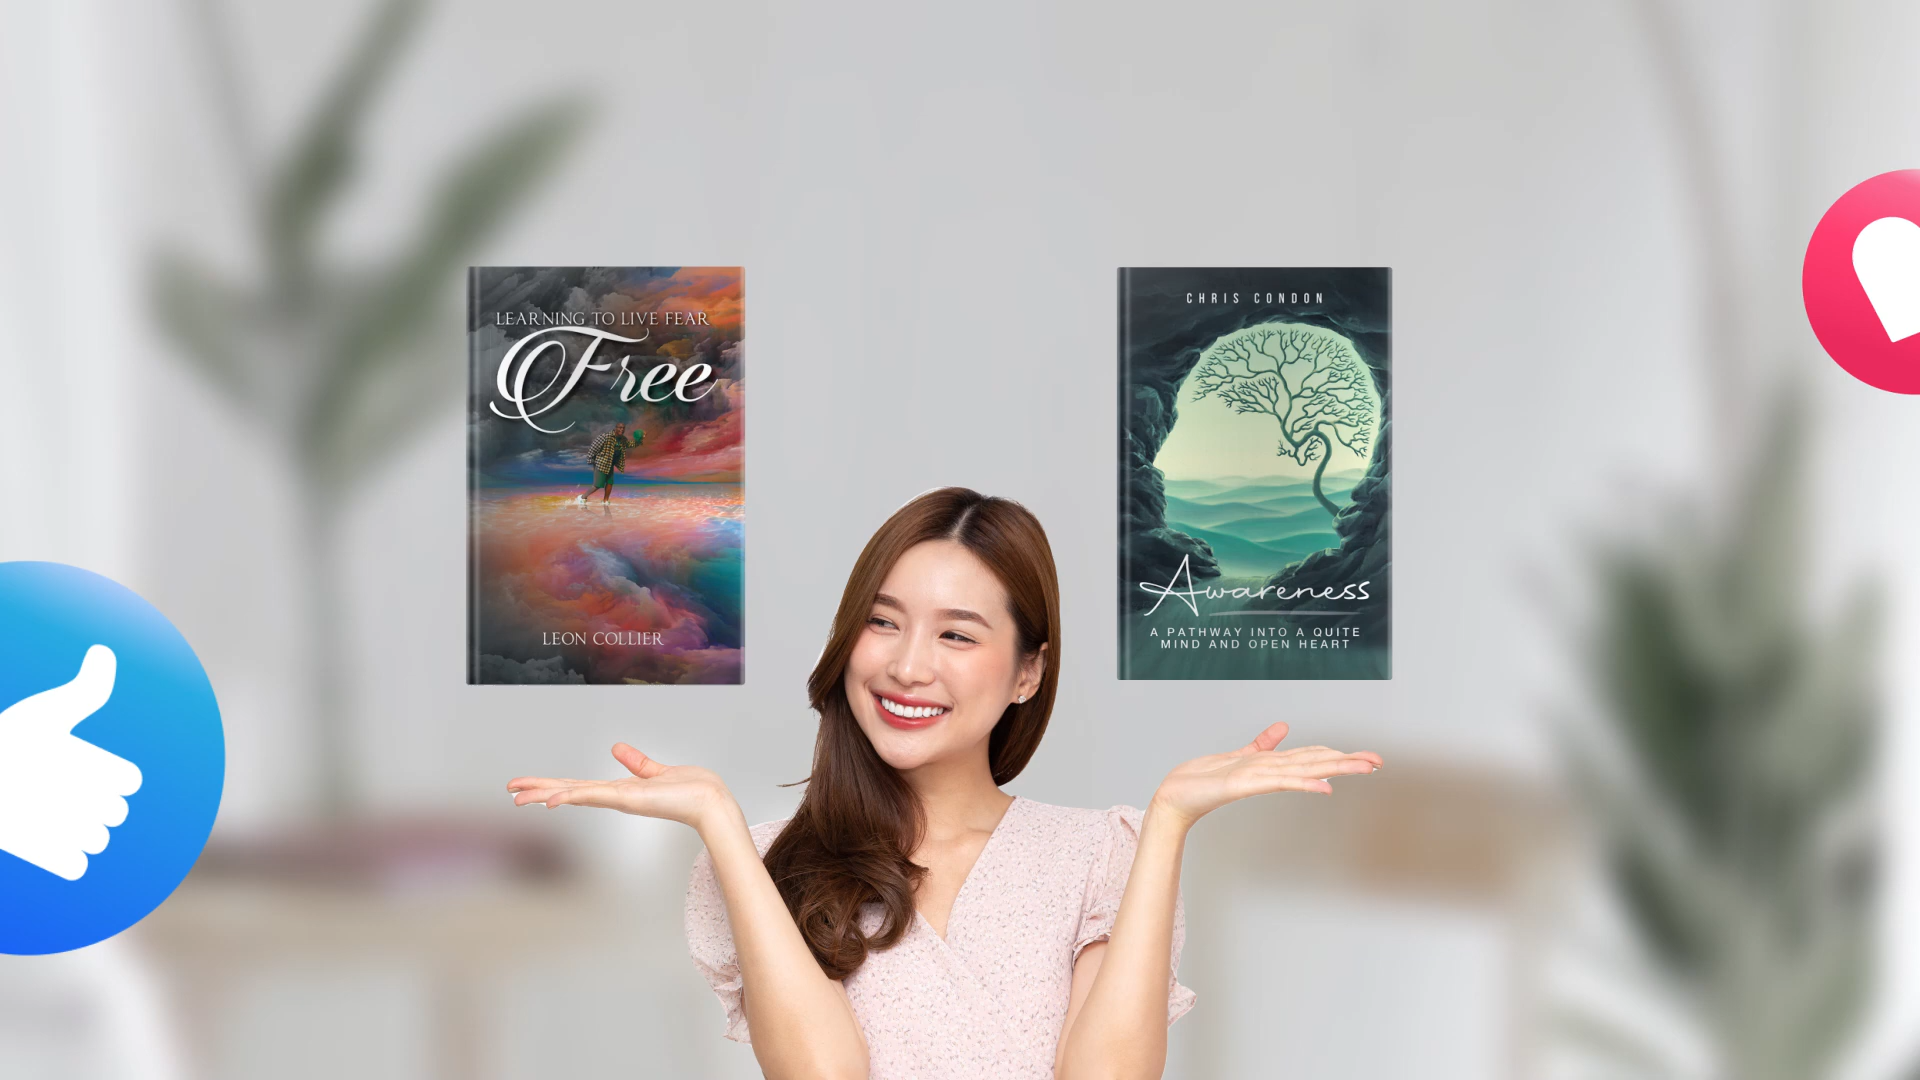 LEARNING TO LIVE FEAR
Free
LEON COLLIER
CHRIS CONDON
Awareness
A PATHWAY INTO A QUITE
MIND AND OPEN HEART